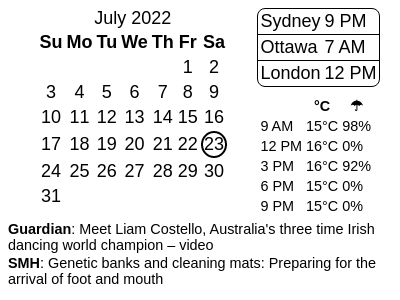 July 2022
Su Mo Tu We Th Fr Sa
1 2
3 4 5 6 7 8 9
10 11 12 13 14 15 16
17 18 19 20 21 22 23
24 25 26 27 28 29 30
31
Sydney 9 PM
Ottawa 7 AM
London 12 PM
°C ☂
9 AM 15°C 98%
12 PM 16°C 0%
3 PM 16°C 92%
6 PM 15°C 0%
9 PM 15°C 0%
Guardian: Meet Liam Costello, Australia's three time Irish
dancing world champion – video
SMH: Genetic banks and cleaning mats: Preparing for the
arrival of foot and mouth